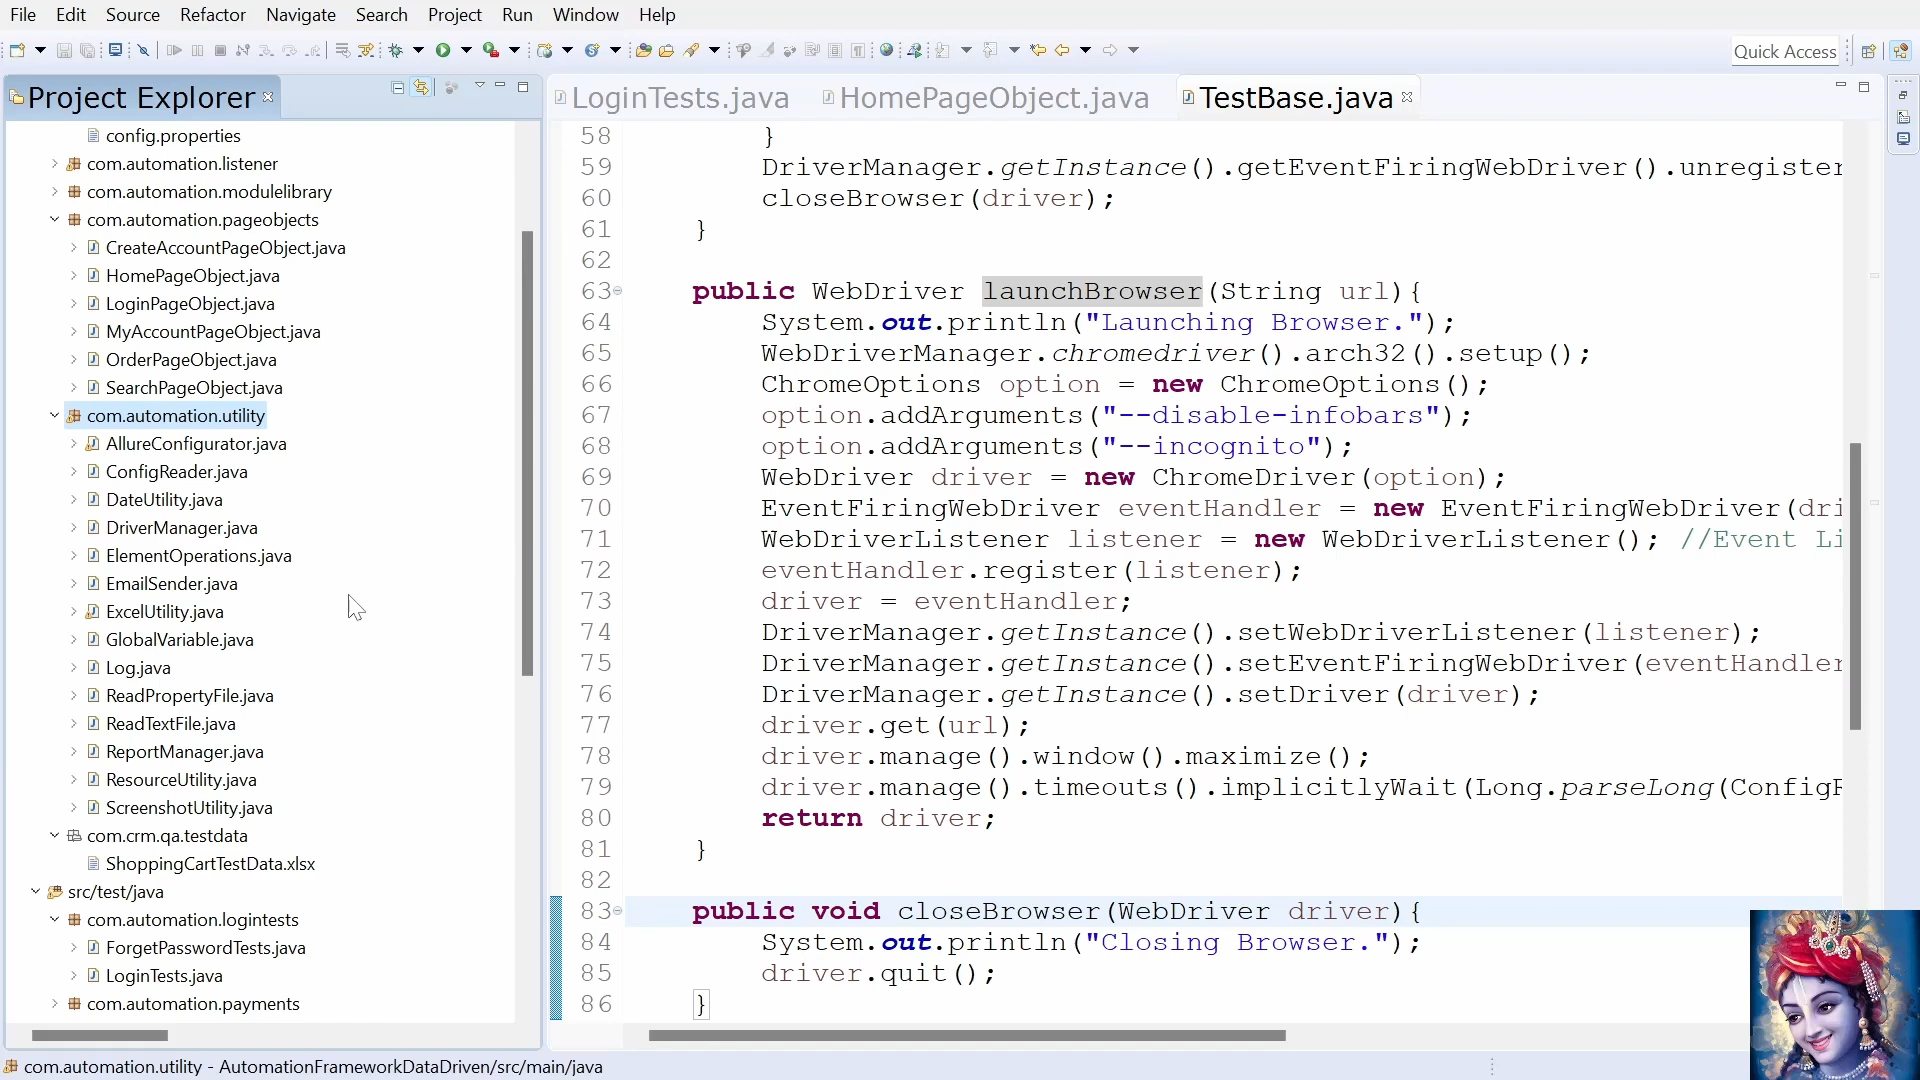 File Edit Source Refactor Navigate Search Project Run Window Help
Quick Access
Project Explorer
LoginTests.java HomePageObject.java TestBase.java
config.properties
com.automation.listener
com.automation.modulelibrary
com.automation.pageobjects
CreateAccountPageObject.java
HomePageObject.java
LoginPageObject.java
MyAccountPageObject.java
OrderPageObject.java
SearchPageObject.java
com.automation.utility
AllureConfigurator.java
ConfigReader.java
DateUtility.java
DriverManager.java
ElementOperations.java
EmailSender.java
ExcelUtility.java
GlobalVariable.java
Log.java
ReadPropertyFile.java
ReadTextFile.java
ReportManager.java
ResourceUtility.java
ScreenshotUtility.java
com.crm.qa.testdata
ShoppingCartTestData.xlsx
src/test/java
com.automation.logintests
ForgetPasswordTests.java
LoginTests.java
com.automation.payments
58 }
59 DriverManager.getInstance().getEventFiringWebDriver().unregister
60 closeBrowser(driver);
61 }
62
63 public WebDriver launchBrowser(String url){
64 System.out.println("Launching Browser.");
65 WebDriverManager.chromedriver().arch32().setup();
66 ChromeOptions option = new ChromeOptions();
67 option.addArguments("--disable-infobars");
68 option.addArguments("--incognito");
69 WebDriver driver = new ChromeDriver(option);
70 EventFiringWebDriver eventHandler = new EventFiringWebDriver(dri
71 WebDriverListener listener = new WebDriverListener(); //Event Li
72 eventHandler.register(listener);
73 driver = eventHandler;
74 DriverManager.getInstance().setWebDriverListener(listener);
75 DriverManager.getInstance().setEventFiringWebDriver(eventHandler
76 DriverManager.getInstance().setDriver(driver);
77 driver.get(url);
78 driver.manage().window().maximize();
79 driver.manage().timeouts().implicitlyWait(Long.parseLong(ConfigR
80 return driver;
81 }
82
83 public void closeBrowser(WebDriver driver){
84 System.out.println("Closing Browser.");
85 driver.quit();
86 }
com.automation.utility - AutomationFrameworkDataDriven/src/main/java